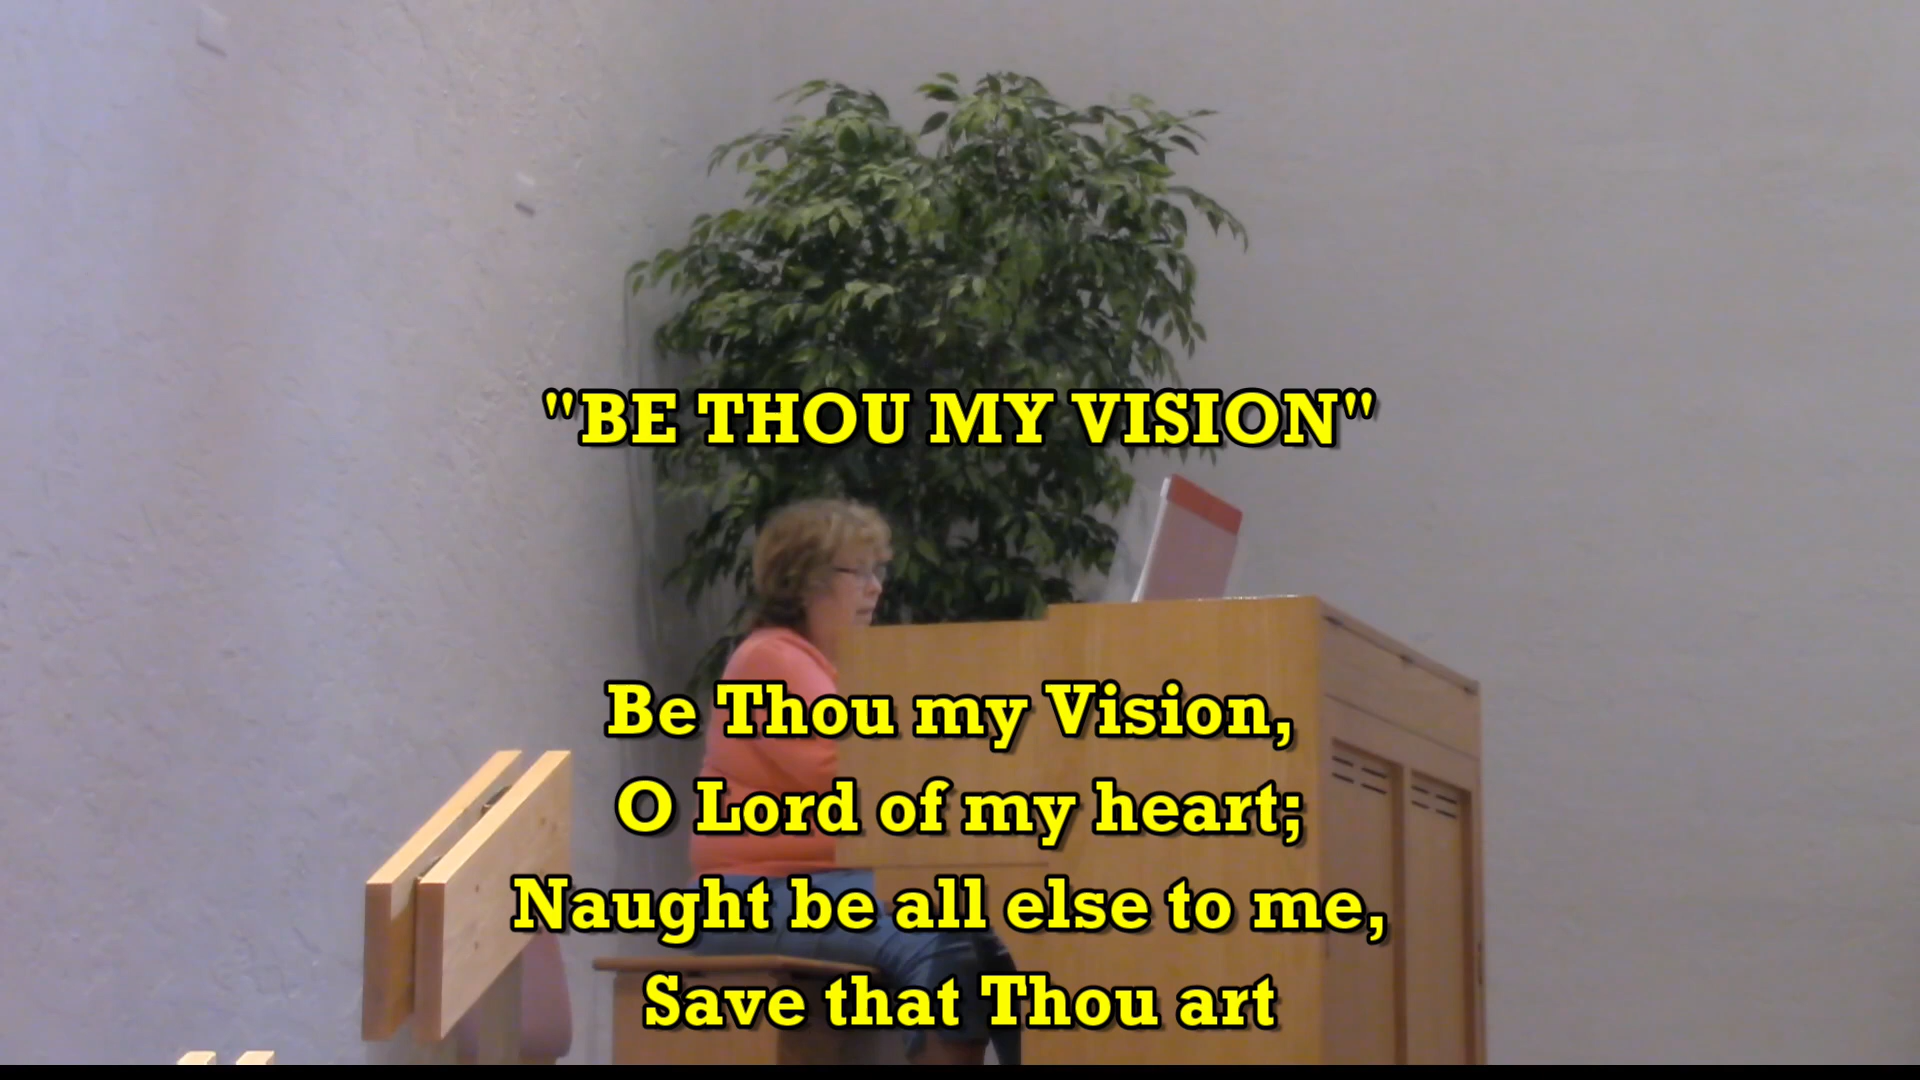 "BE THOU MY VISION"
Be Thou my Vision,
O Lord of my heart;
Naught be all else to me,
Save that Thou art